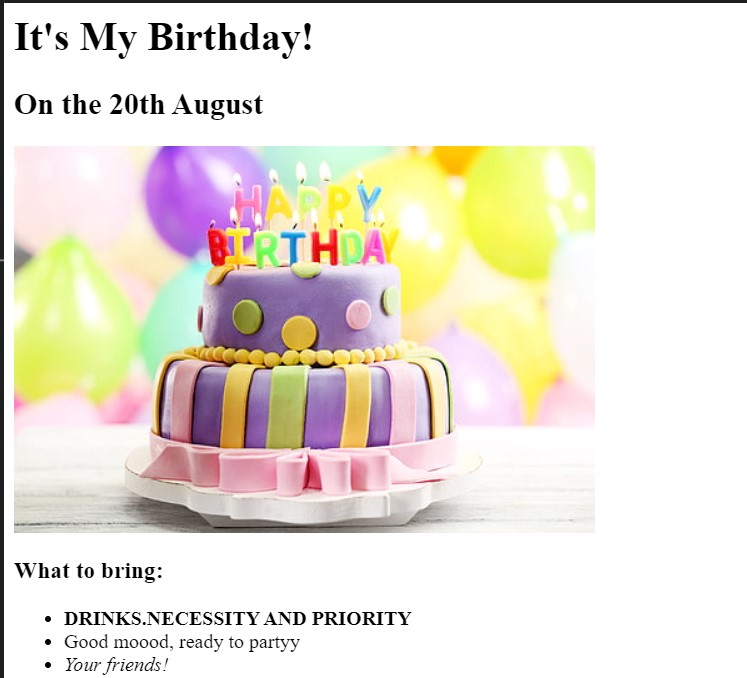 It's My Birthday!
On the 20th August
HAPPY
BIRTHDAY
What to bring:
DRINKS.NECESSITY AND PRIORITY
Good moood, ready to partyy
Your friends!